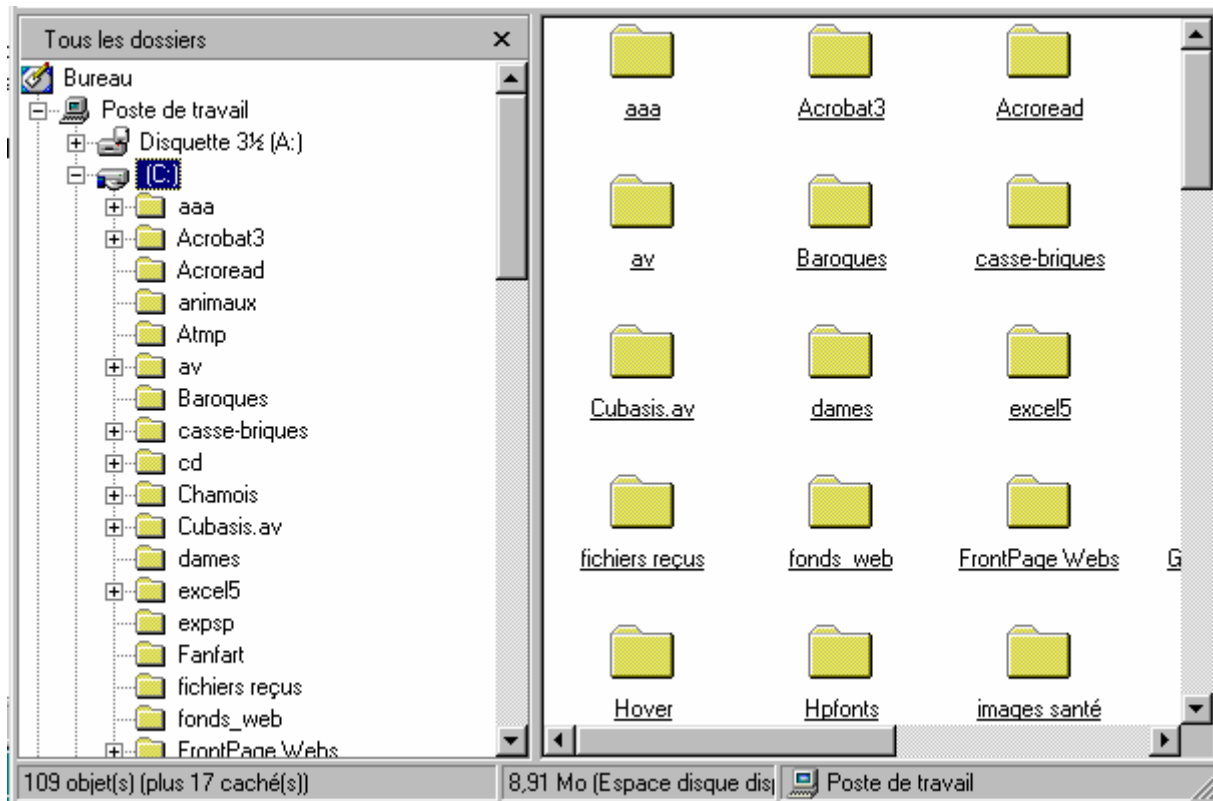 Tous les dossiers
Bureau
Poste de travail
Disquette 3½ (A:)
(C:)
aaa
Acrobat3
Acroread
animaux
Atmp
av
Baroques
casse-briques
cd
Chamois
Cubasis.av
dames
excel5
expsp
Fanfart
fichiers reçus
fonds_web
FrontPage Webs
aaa Acrobat3 Acroread
av Baroques casse-briques
Cubasis.av dames excel5
fichiers reçus fonds_web FrontPage Webs G
Hover Hpfonts images santé
109 objet(s) (plus 17 caché(s)) 8,91 Mo (Espace disque disp Poste de travail